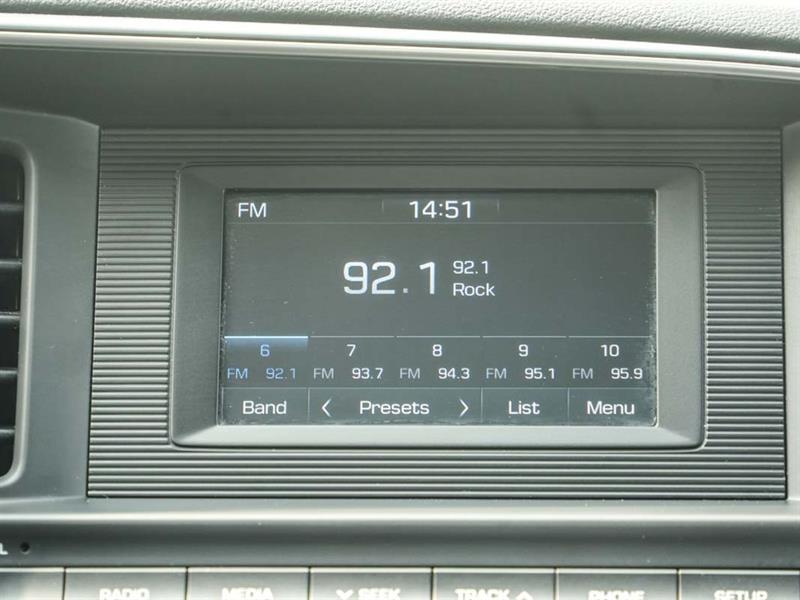 FM 14:51
92.1 92.1
Rock
6 7 8 9 10
FM 92.1 FM 93.7 FM 94.3 FM 95.1 FM 95.9
Band < Presets > List Menu
RADIO MEDIA SEEK TRACK PHONE SETUP